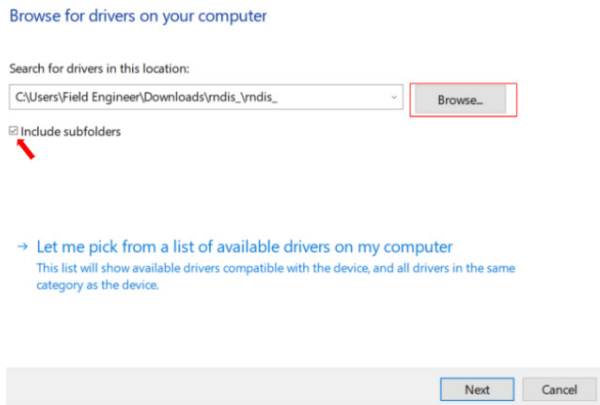 Browse for drivers on your computer
Search for drivers in this location:
C:\Users\Field Engineer\Downloads\rndis_\rndis_
Browse...
Include subfolders
→ Let me pick from a list of available drivers on my computer
This list will show available drivers compatible with the device, and all drivers in the same
category as the device.
Next
Cancel